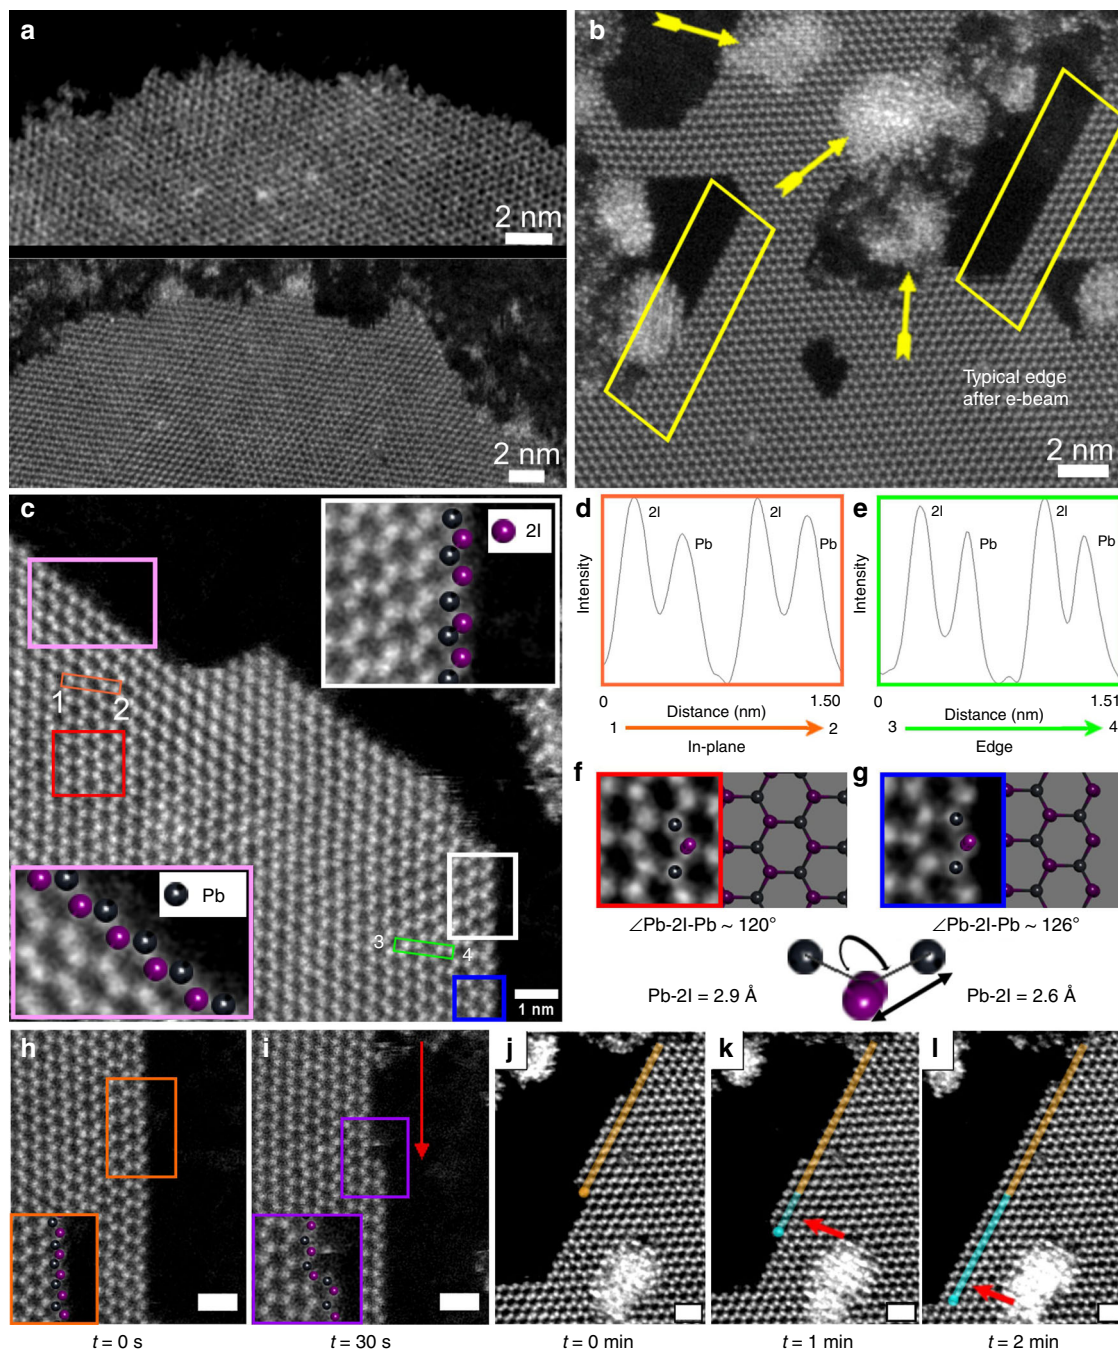 a
2 nm
2 nm
b
Typical edge
after e-beam
2 nm
c
2I
1
2
Pb
3
4
1 nm
d
2I
Pb
2I
Pb
Intensity
0
1.50
Distance (nm)
1
2
In-plane
e
2I
Pb
2I
Pb
Intensity
0
1.51
Distance (nm)
3
4
Edge
f
∠Pb-2I-Pb ~ 120°
Pb-2I = 2.9 Å
g
∠Pb-2I-Pb ~ 126°
Pb-2I = 2.6 Å
h
t = 0 s
i
t = 30 s
j
t = 0 min
k
t = 1 min
l
t = 2 min